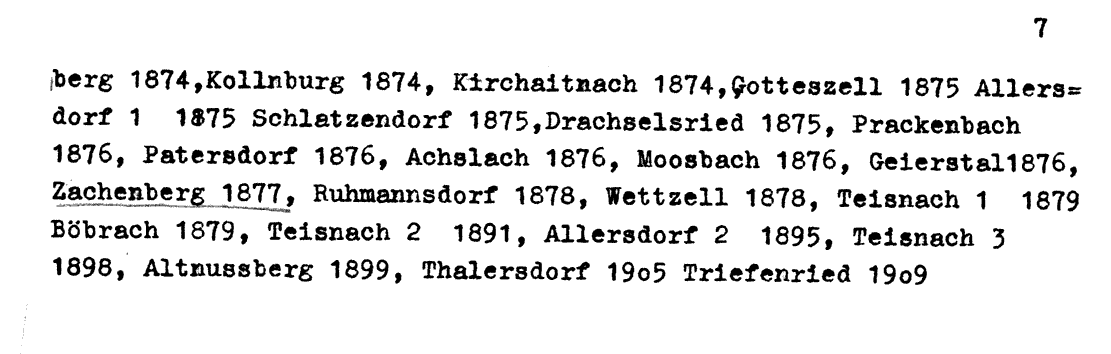 7
berg 1874,Kollnburg 1874, Kirchaitnach 1874,Gotteszell 1875 Allers=
dorf 1 1875 Schlatzendorf 1875,Drachselsried 1875, Prackenbach
1876, Patersdorf 1876, Achslach 1876, Moosbach 1876, Geierstal1876,
Zachenberg 1877, Ruhmannsdorf 1878, Wettzell 1878, Teisnach 1 1879
Böbrach 1879, Teisnach 2 1891, Allersdorf 2 1895, Teisnach 3
1898, Altnussberg 1899, Thalersdorf 19o5 Triefenried 19o9